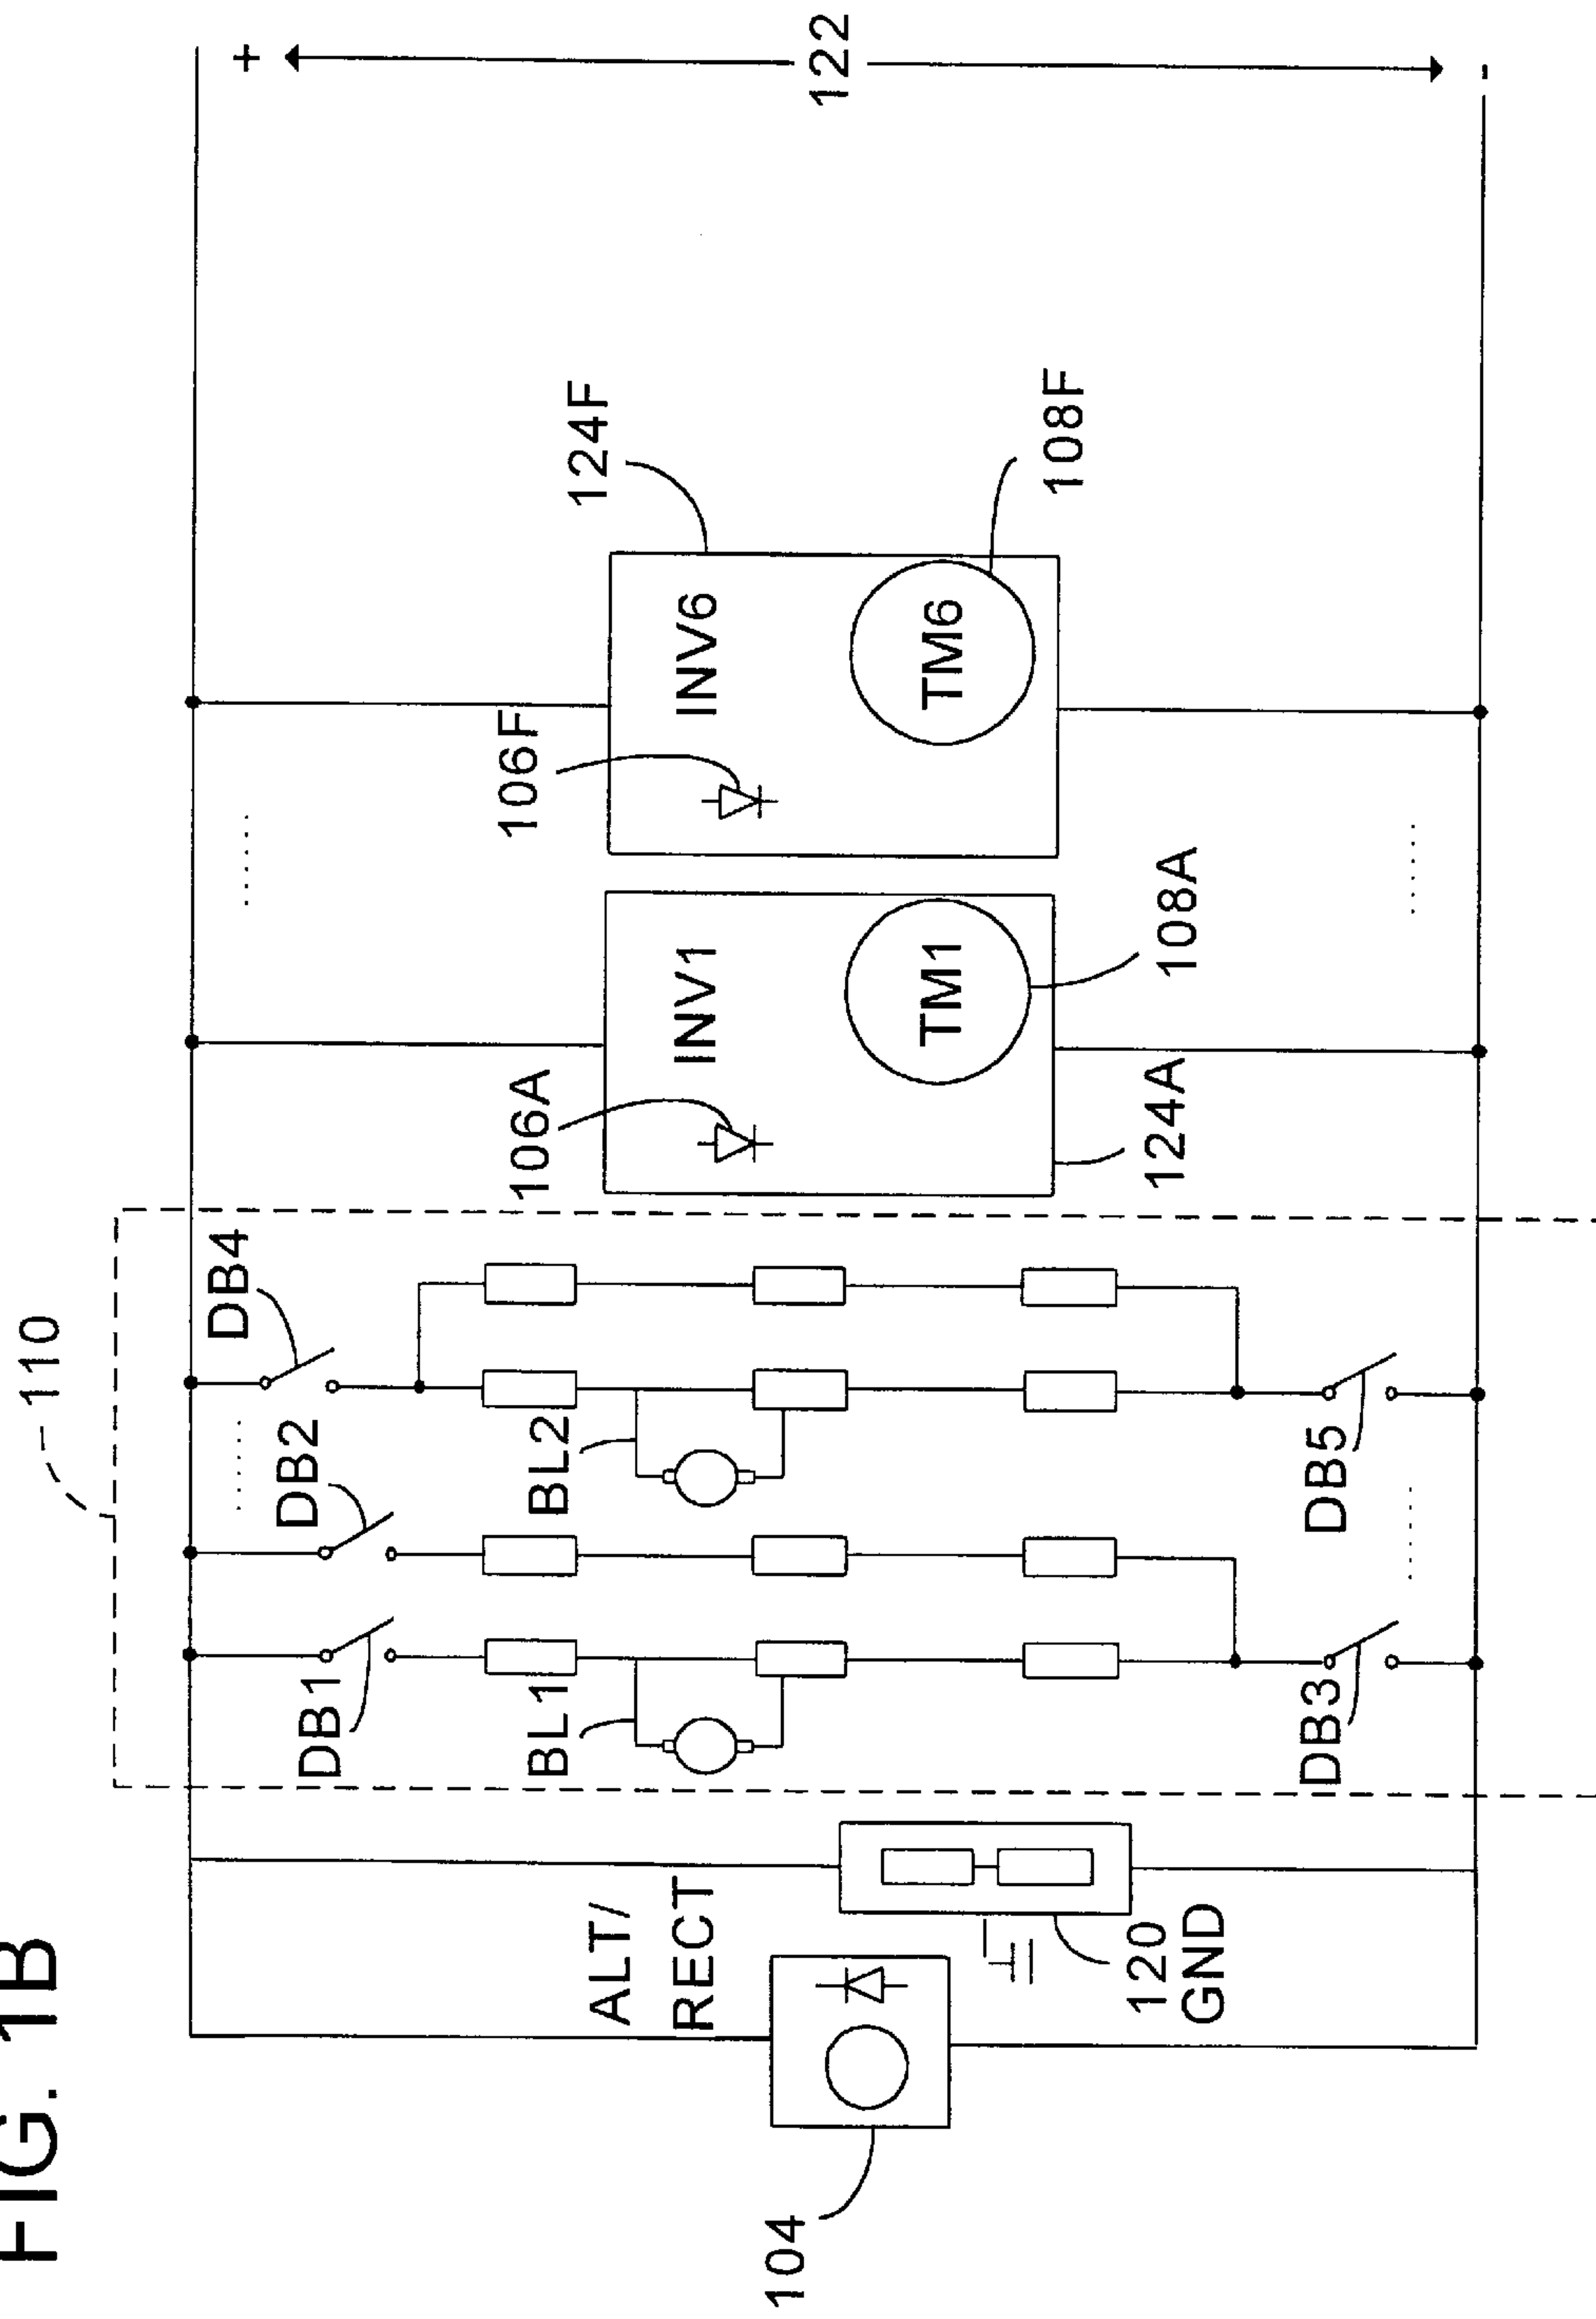 FIG. 1B
110
DB4
DB2
DB1
BL2
BL1
DB5
DB3
ALT/
RECT
104
120
GND
106A
INV1
TM1
108A
124A
106F
INV6
TM6
124F
108F
+
122
-